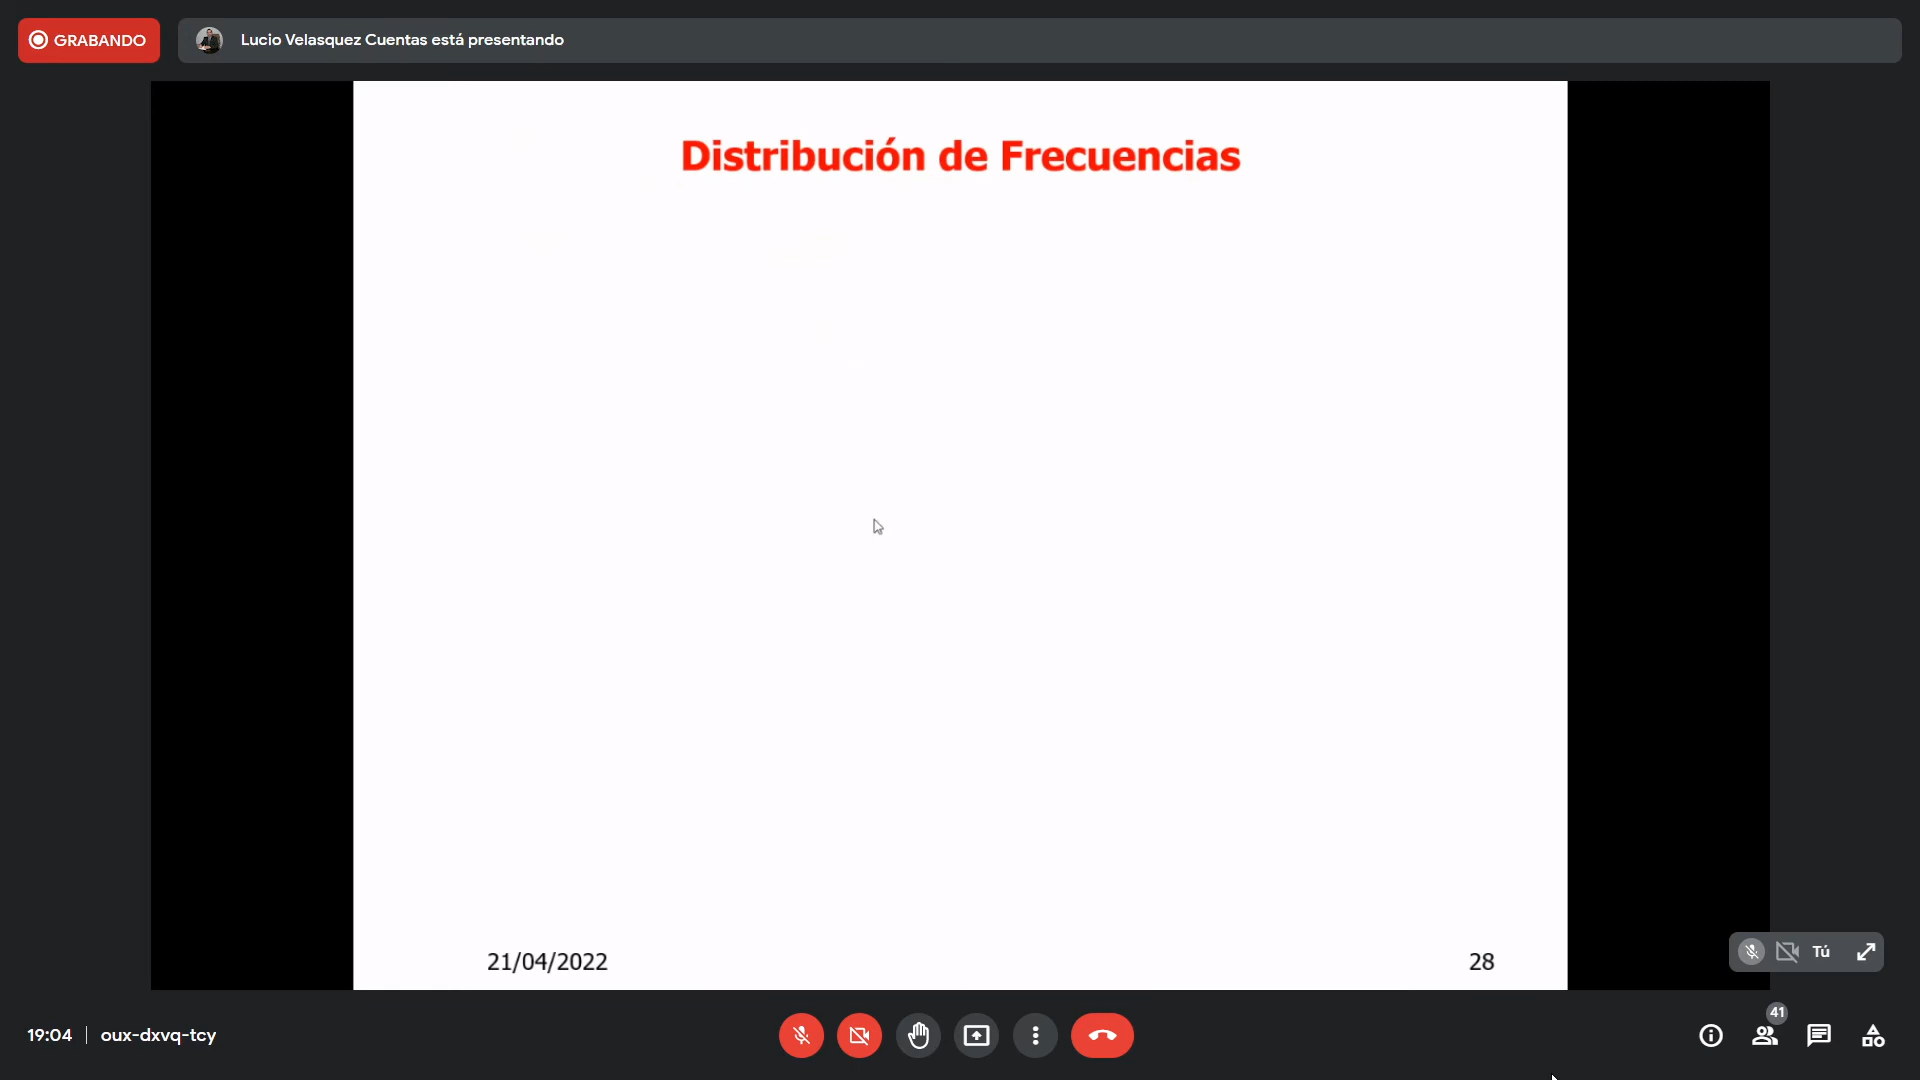 GRABANDO
Lucio Velasquez Cuentas está presentando
Distribución de Frecuencias
21/04/2022
28
Tú
19:04 | oux-dxvq-tcy
41